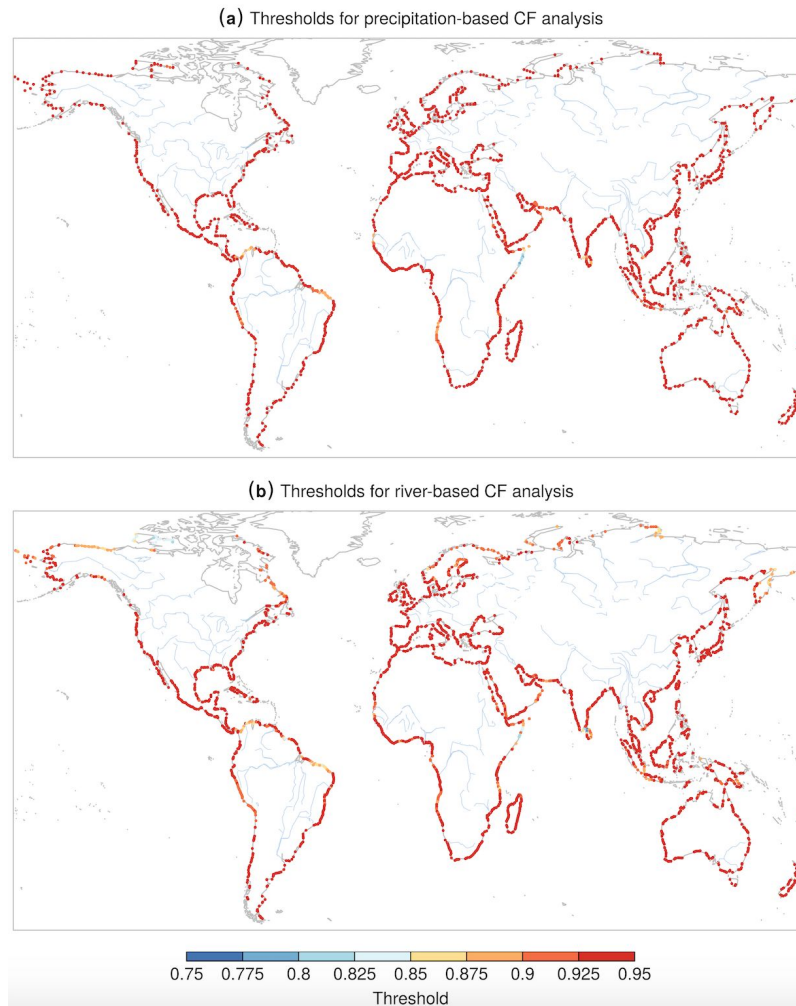 (a) Thresholds for precipitation-based CF analysis
(b) Thresholds for river-based CF analysis
0.75 0.775 0.8 0.825 0.85 0.875 0.9 0.925 0.95
Threshold